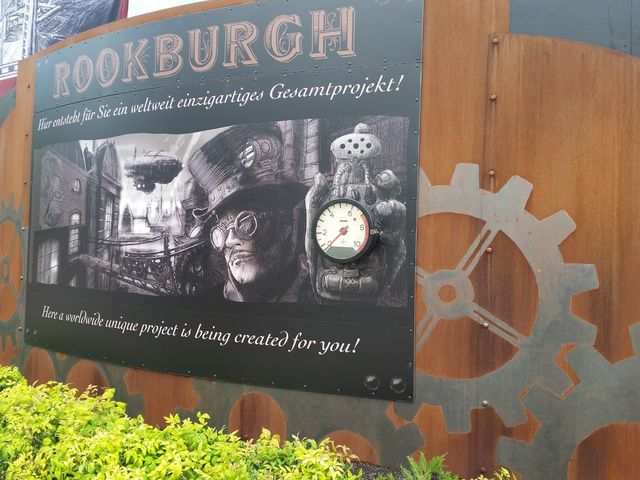 ROOKBURGH
Hier entsteht für Sie ein weltweit einzigartiges Gesamtprojekt!
Here a worldwide unique project is being created for you!